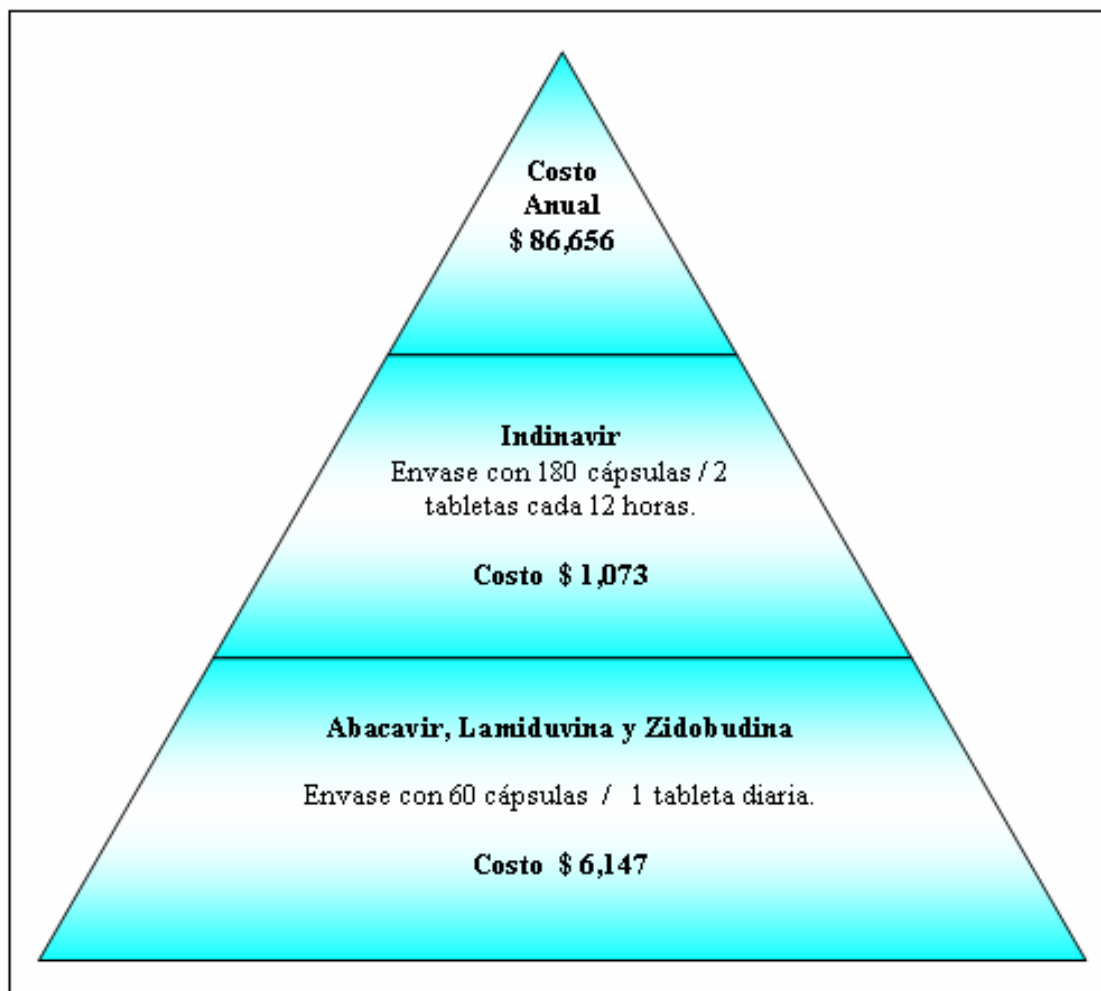 Costo
Anual
$ 86,656
Indinavir
Envase con 180 cápsulas / 2
tabletas cada 12 horas.
Costo $ 1,073
Abacavir, Lamiduvina y Zidobudina
Envase con 60 cápsulas / 1 tableta diaria.
Costo $ 6,147